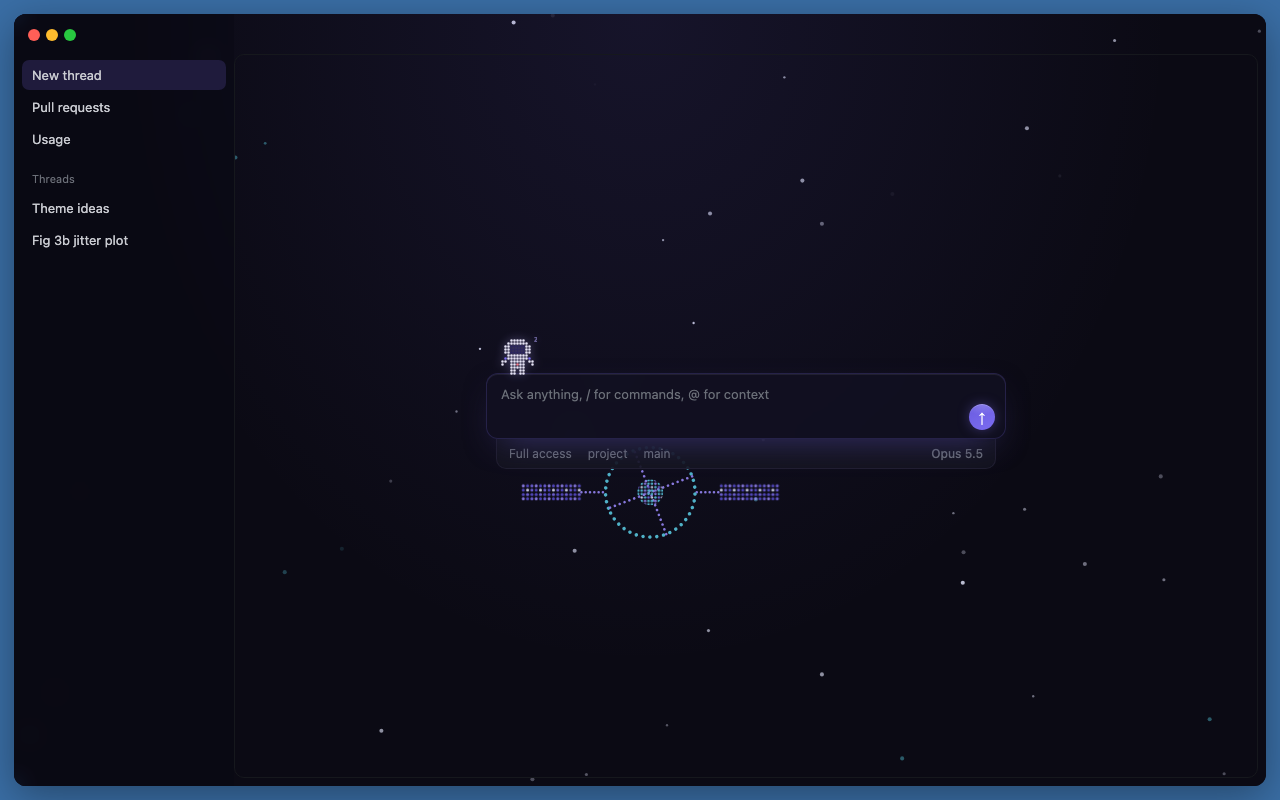 New thread
Pull requests
Usage
Threads
Theme ideas
Fig 3b jitter plot
Ask anything, / for commands, @ for context
Full access project main Opus 5.5